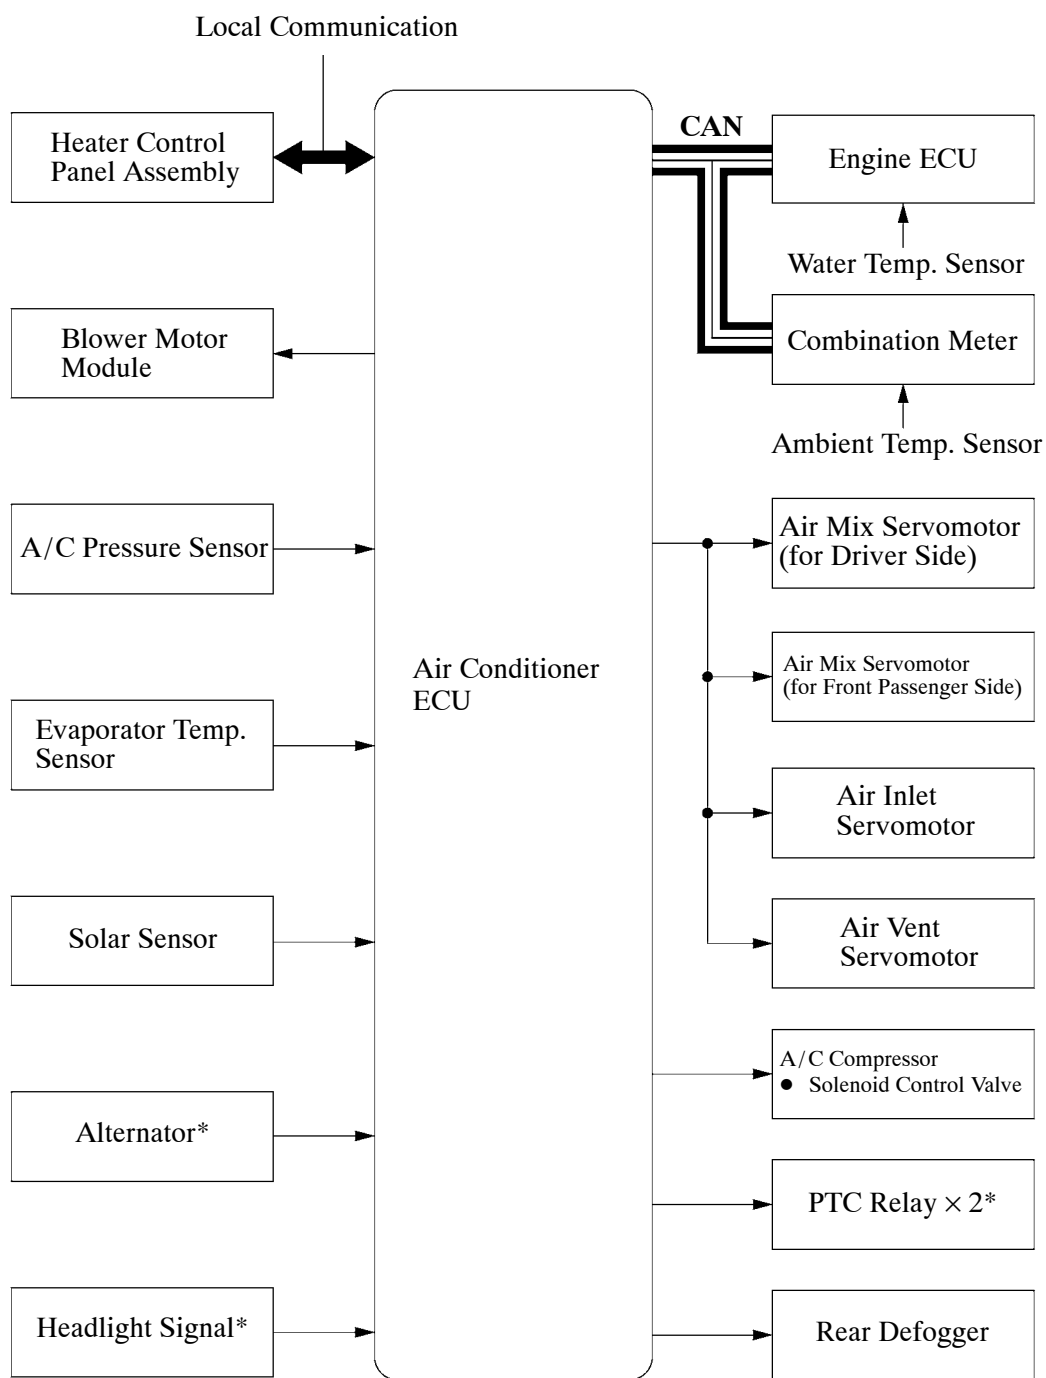 Local Communication
Heater Control
Panel Assembly
Blower Motor
Module
A/C Pressure Sensor
Evaporator Temp.
Sensor
Solar Sensor
Alternator*
Headlight Signal*
Air Conditioner
ECU
CAN
Engine ECU
Water Temp. Sensor
Combination Meter
Ambient Temp. Sensor
Air Mix Servomotor
(for Driver Side)
Air Mix Servomotor
(for Front Passenger Side)
Air Inlet
Servomotor
Air Vent
Servomotor
A/C Compressor
● Solenoid Control Valve
PTC Relay × 2*
Rear Defogger